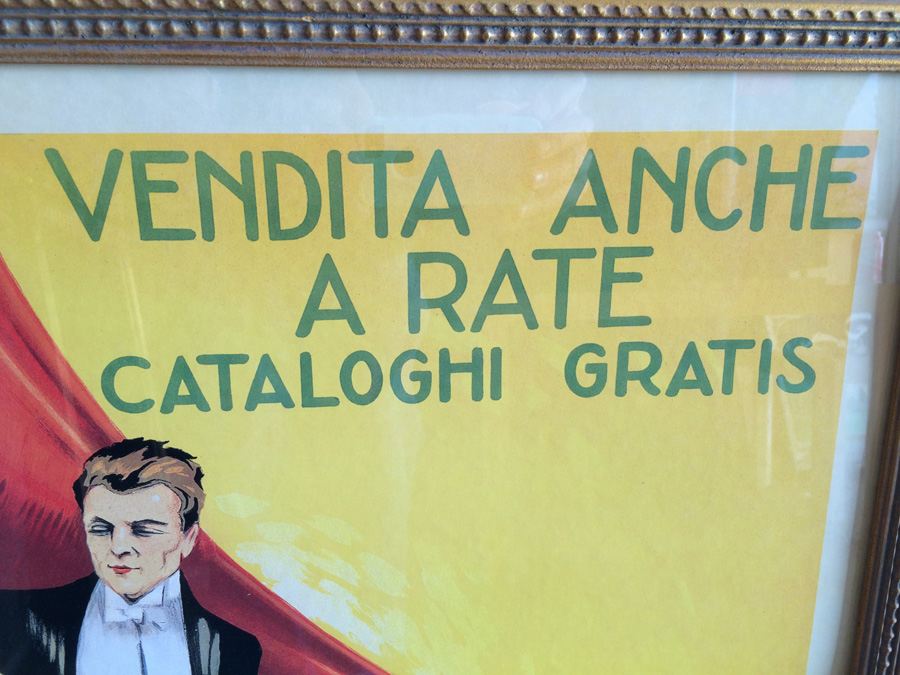 VENDITA ANCHE
A RATE
CATALOGHI GRATIS